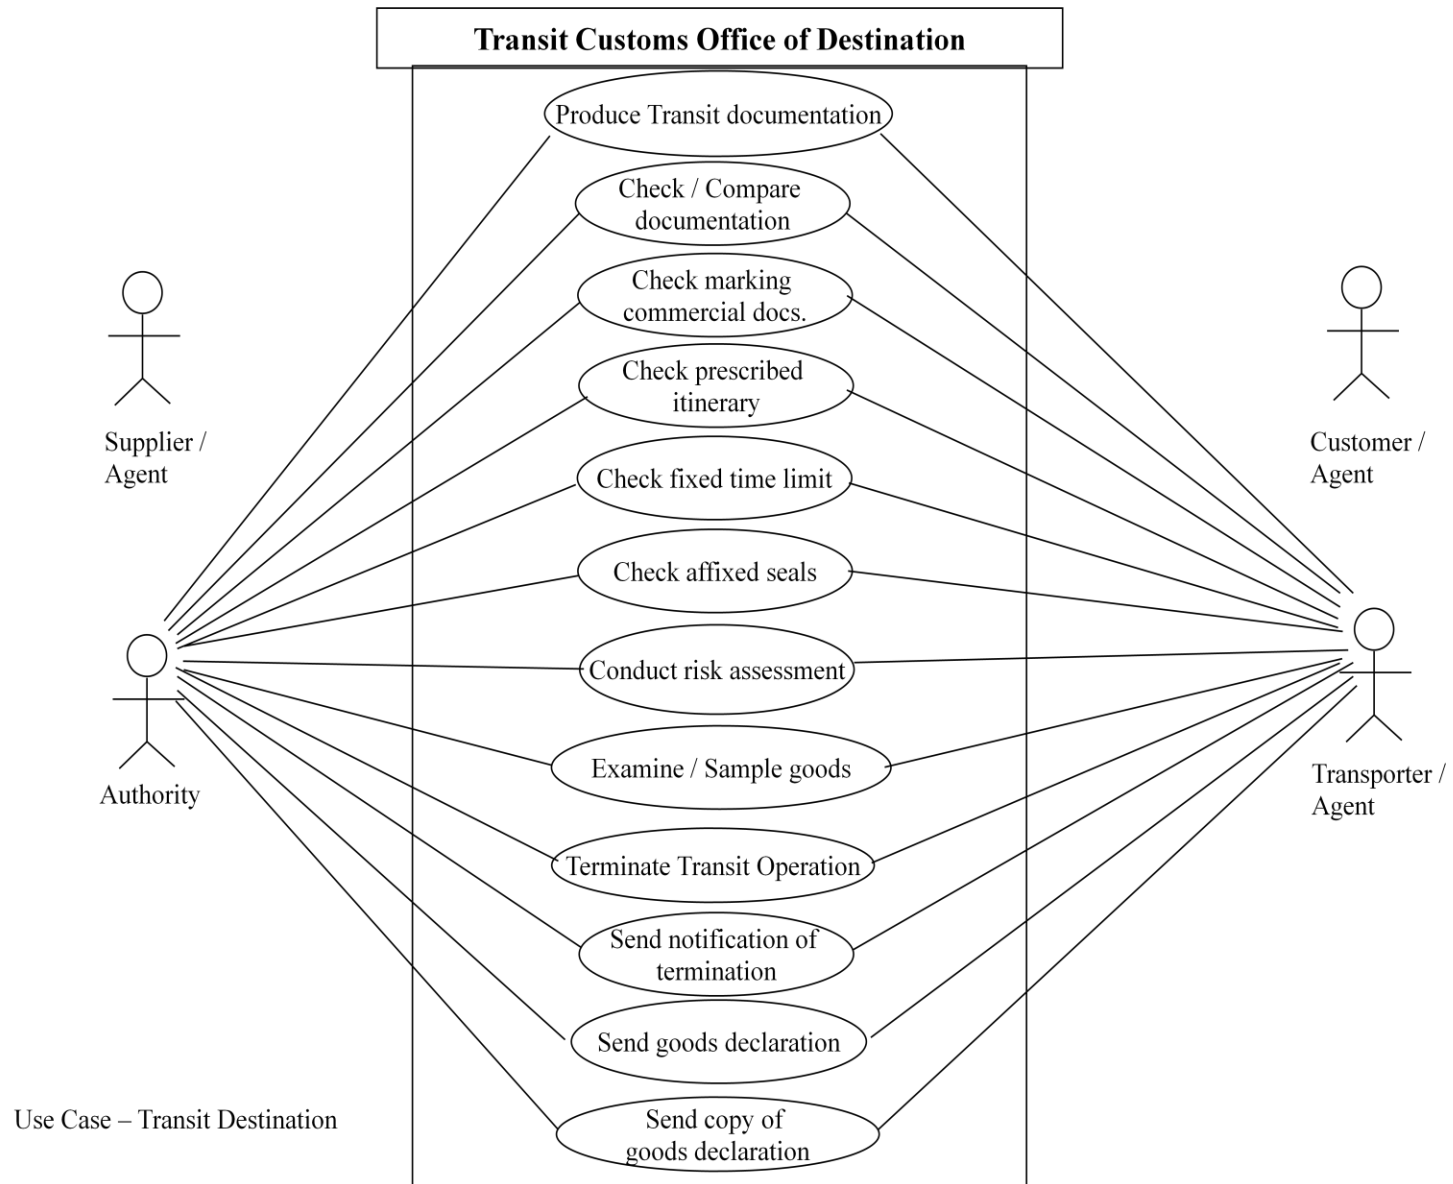 Transit Customs Office of Destination
Produce Transit documentation
Check / Compare
documentation
Check marking
commercial docs.
Check prescribed
itinerary
Supplier /
Agent
Customer /
Agent
Check fixed time limit
Check affixed seals
Conduct risk assessment
Authority
Transporter /
Agent
Examine / Sample goods
Terminate Transit Operation
Send notification of
termination
Send goods declaration
Use Case – Transit Destination
Send copy of
goods declaration